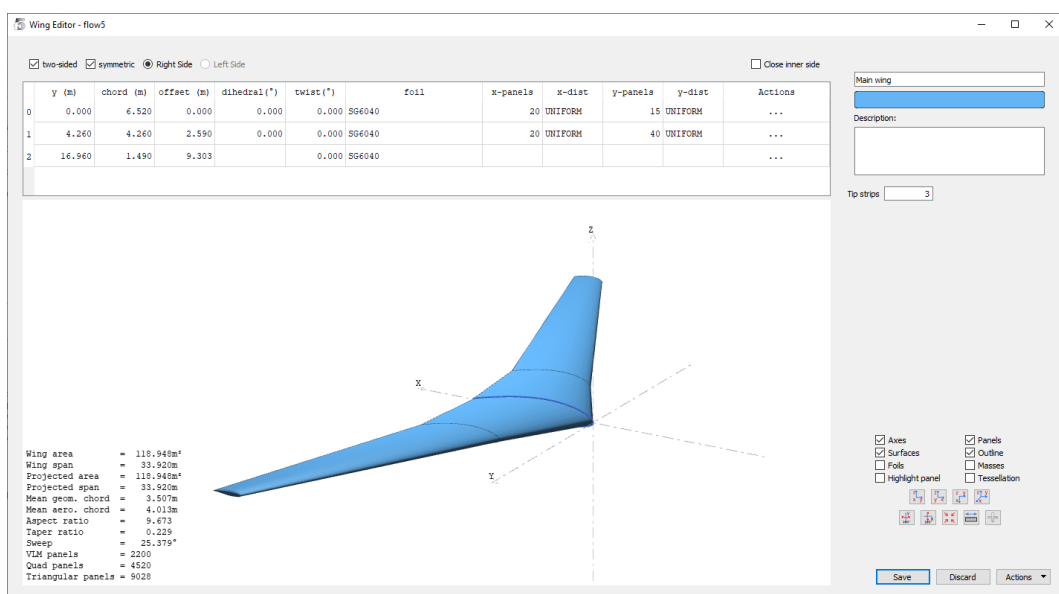 Wing Editor - flow5
two-sided symmetric Right Side Left Side Close inner side
y (m) chord (m) offset (m) dihedral(°) twist(°) foil x-panels x-dist y-panels y-dist Actions
0 0.000 6.520 0.000 0.000 0.000 SG6040 20 UNIFORM 15 UNIFORM ...
1 4.260 4.260 2.590 0.000 0.000 SG6040 20 UNIFORM 40 UNIFORM ...
2 16.960 1.490 9.303 0.000 SG6040 ...
Main wing
Description:
Tip strips 3
Z
X
Y
Wing area = 118.948m²
Wing span = 33.920m
Projected area = 118.948m²
Projected span = 33.920m
Mean geom. chord = 3.507m
Mean aero. chord = 4.013m
Aspect ratio = 9.673
Taper ratio = 0.229
Sweep = 25.379°
VLM panels = 2200
Quad panels = 4520
Triangular panels = 9028
Axes Panels
Surfaces Outline
Foils Masses
Highlight panel Tessellation
Save Discard Actions